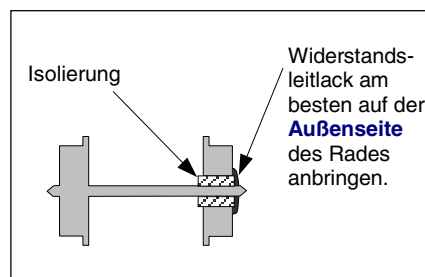 Isolierung
Widerstands-
leitlack am
besten auf der
Außenseite
des Rades
anbringen.